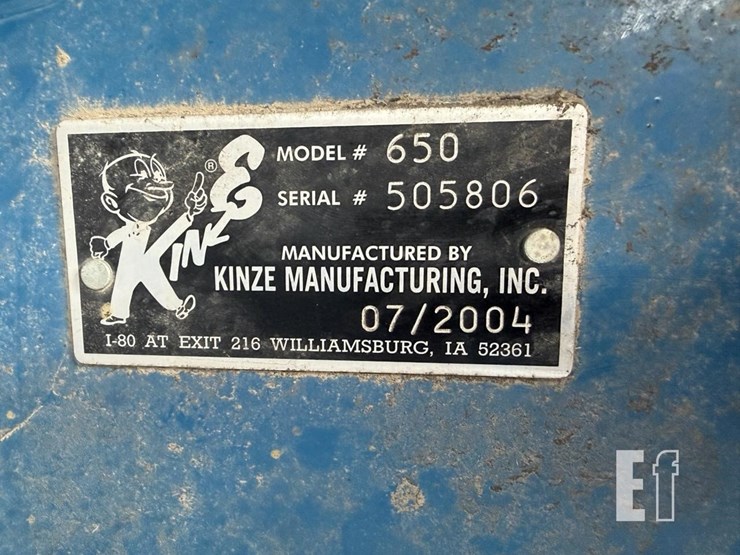 MODEL # 650
SERIAL # 505806
® KINZE
MANUFACTURED BY
KINZE MANUFACTURING, INC.
07/2004
I-80 AT EXIT 216 WILLIAMSBURG, IA 52361
Ef